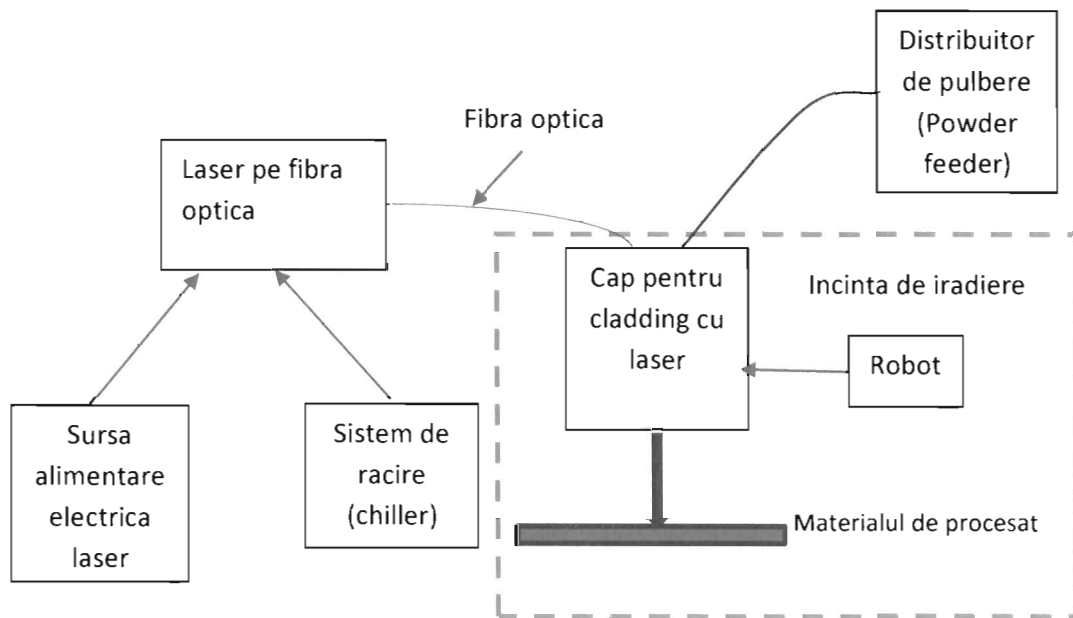 Distribuitor
de pulbere
(Powder
feeder)
Fibra optica
Laser pe fibra
optica
Cap pentru
cladding cu
laser
Incinta de iradiere
Robot
Sursa
alimentare
electrica
laser
Sistem de
racire
(chiller)
Materialul de procesat